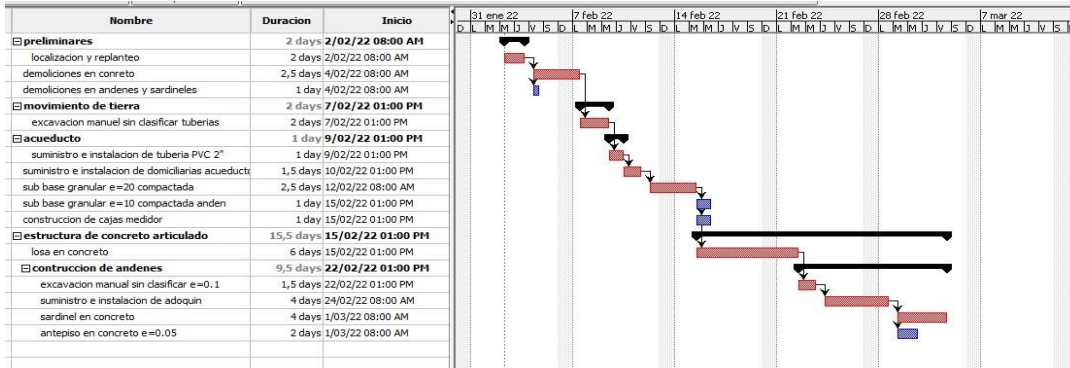 Nombre Duracion Inicio
31 ene 22 7 feb 22 14 feb 22 21 feb 22 28 feb 22 7 mar 22
D L M M J V S D L M M J V S D L M M J V S D L M M J V S D L M M J V S D L M M J V S
preliminares 2 days 2/02/22 08:00 AM
localizacion y replanteo 2 days 2/02/22 08:00 AM
demoliciones en conreto 2,5 days 4/02/22 08:00 AM
demoliciones en andenes y sardineles 1 day 4/02/22 08:00 AM
movimiento de tierra 2 days 7/02/22 01:00 PM
excavacion manuel sin clasificar tuberias 2 days 7/02/22 01:00 PM
acueducto 1 day 9/02/22 01:00 PM
suministro e instalacion de tuberia PVC 2" 1 day 9/02/22 01:00 PM
suministro e instalacion de domiciliarias acueducto 1,5 days 10/02/22 01:00 PM
sub base granular e=20 compactada 2,5 days 12/02/22 08:00 AM
sub base granular e=10 compactada anden 1 day 15/02/22 01:00 PM
construccion de cajas medidor 1 day 15/02/22 01:00 PM
estructura de concreto articulado 15,5 days 15/02/22 01:00 PM
losa en concreto 6 days 15/02/22 01:00 PM
contruccion de andenes 9,5 days 22/02/22 01:00 PM
excavacion manual sin clasificar e=0.1 1,5 days 22/02/22 01:00 PM
suministro e instalacion de adoquin 4 days 24/02/22 08:00 AM
sardinel en concreto 4 days 1/03/22 08:00 AM
antepiso en concreto e=0.05 2 days 1/03/22 08:00 AM